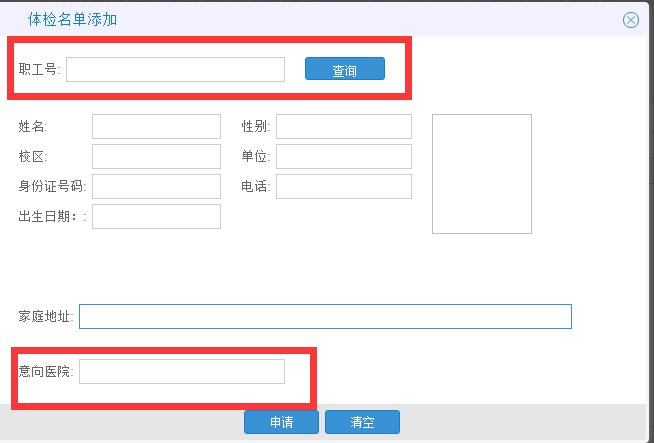 体检名单添加
职工号: 查询
姓名: 性别:
校区: 单位:
身份证号码: 电话:
出生日期：:
家庭地址:
意向医院:
申请 清空